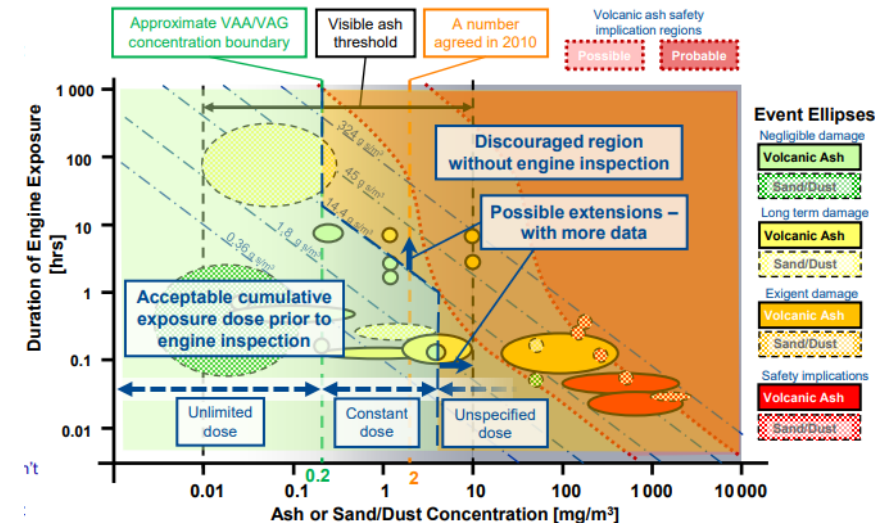 Approximate VAA/VAG
concentration boundary
Visible ash
threshold
A number
agreed in 2010
Volcanic ash safety
implication regions
Possible
Probable
1 000
100
10
1
0.1
0.01
Duration of Engine Exposure
[hrs]
324 g s/m³
45 g s/m³
14.4 g s/m³
1.8 g s/m³
0.36 g s/m³
Discouraged region
without engine inspection
Possible extensions –
with more data
Acceptable cumulative
exposure dose prior to
engine inspection
Unlimited
dose
Constant
dose
Unspecified
dose
0.2
2
0.01
0.1
1
10
100
1 000
10 000
Ash or Sand/Dust Concentration [mg/m³]
Event Ellipses
Negligible damage
Volcanic Ash
Sand/Dust
Long term damage
Volcanic Ash
Sand/Dust
Exigent damage
Volcanic Ash
Sand/Dust
Safety implications
Volcanic Ash
Sand/Dust
n't